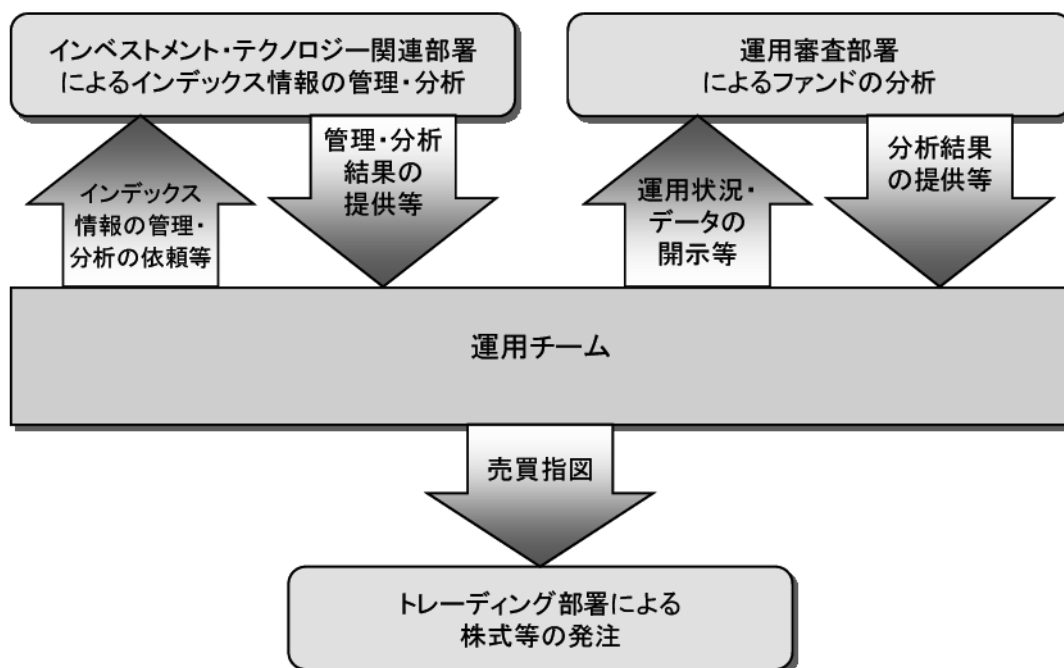 インベストメント・テクノロジー関連部署
によるインデックス情報の管理・分析
運用審査部署
によるファンドの分析
インデックス
情報の管理・
分析の依頼等
管理・分析
結果の
提供等
運用状況・
データの
開示等
分析結果
の提供等
運用チーム
売買指図
トレーディング部署による
株式等の発注